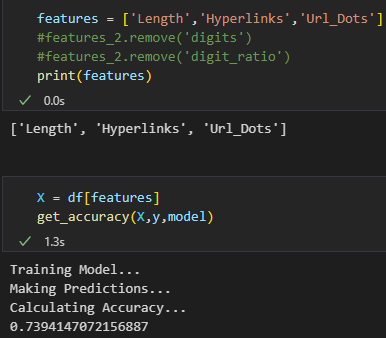 features = ['Length','Hyperlinks','Url_Dots']
#features_2.remove('digits')
#features_2.remove('digit_ratio')
print(features)
0.0s
['Length', 'Hyperlinks', 'Url_Dots']
X = df[features]
get_accuracy(X,y,model)
1.3s
Training Model...
Making Predictions...
Calculating Accuracy...
0.7394147072156887